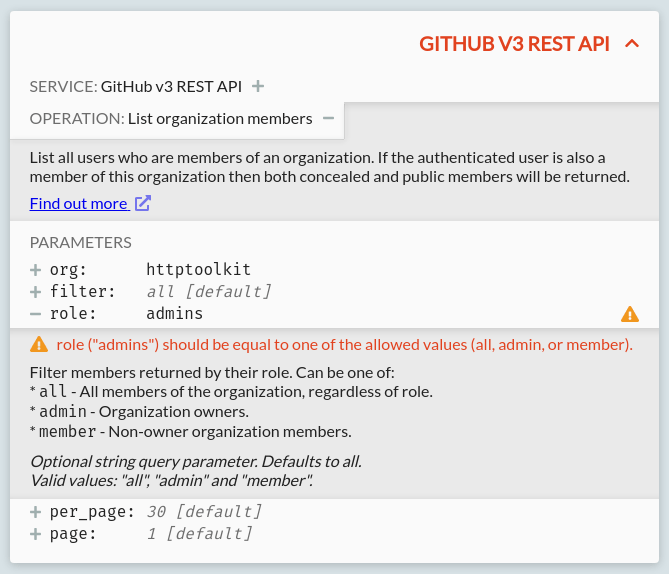 GITHUB V3 REST API
SERVICE: GitHub v3 REST API
OPERATION: List organization members
List all users who are members of an organization. If the authenticated user is also a
member of this organization then both concealed and public members will be returned.
Find out more
PARAMETERS
org: httptoolkit
filter: all [default]
role: admins
role ("admins") should be equal to one of the allowed values (all, admin, or member).
Filter members returned by their role. Can be one of:
* all - All members of the organization, regardless of role.
* admin - Organization owners.
* member - Non-owner organization members.
Optional string query parameter. Defaults to all.
Valid values: "all", "admin" and "member".
per_page: 30 [default]
page: 1 [default]